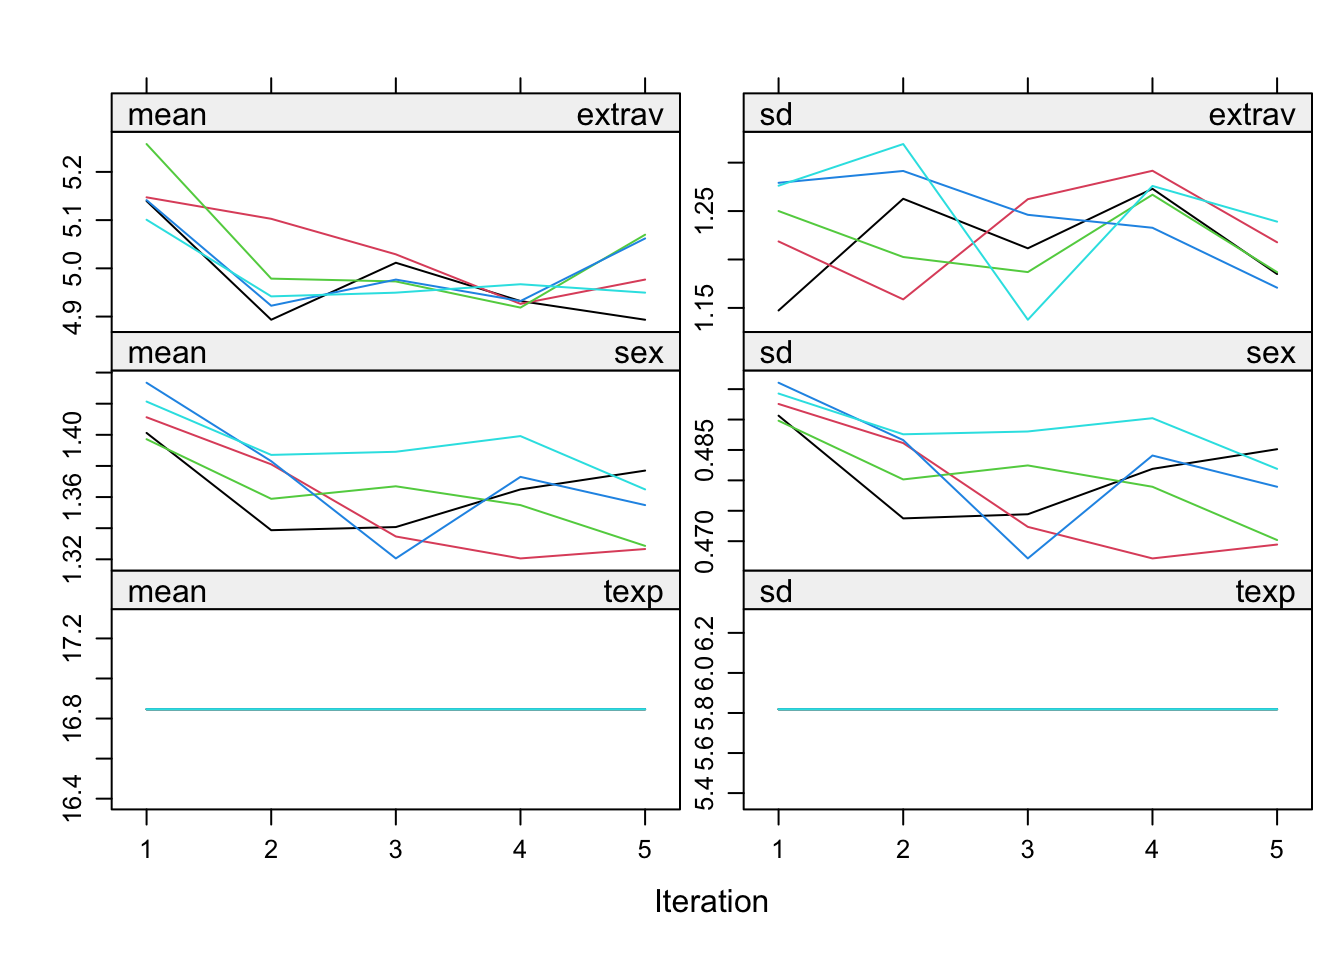 mean extrav
sd extrav
5.2
5.1
5.0
4.9
1.25
1.15
mean sex
sd sex
1.40
1.36
1.32
0.485
0.470
mean texp
sd texp
17.2
16.8
16.4
6.2
6.0
5.8
5.6
5.4
1 2 3 4 5
1 2 3 4 5
Iteration